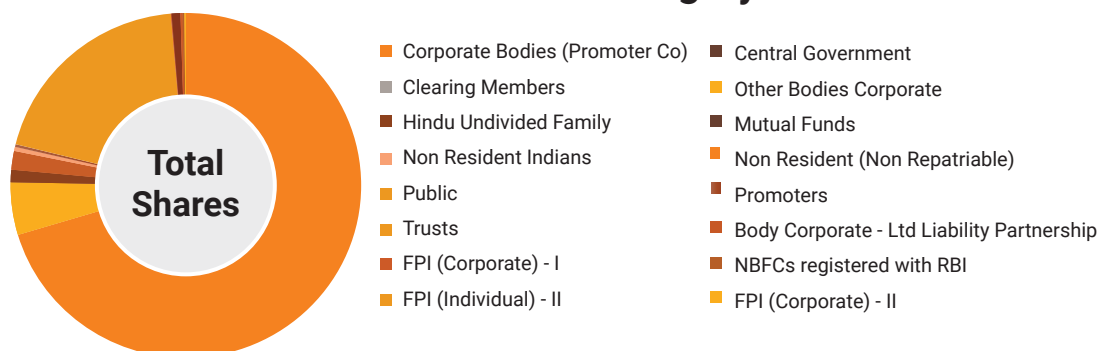 Total
Shares
Corporate Bodies (Promoter Co)
Clearing Members
Hindu Undivided Family
Non Resident Indians
Public
Trusts
FPI (Corporate) - I
FPI (Individual) - II
Central Government
Other Bodies Corporate
Mutual Funds
Non Resident (Non Repatriable)
Promoters
Body Corporate - Ltd Liability Partnership
NBFCs registered with RBI
FPI (Corporate) - II